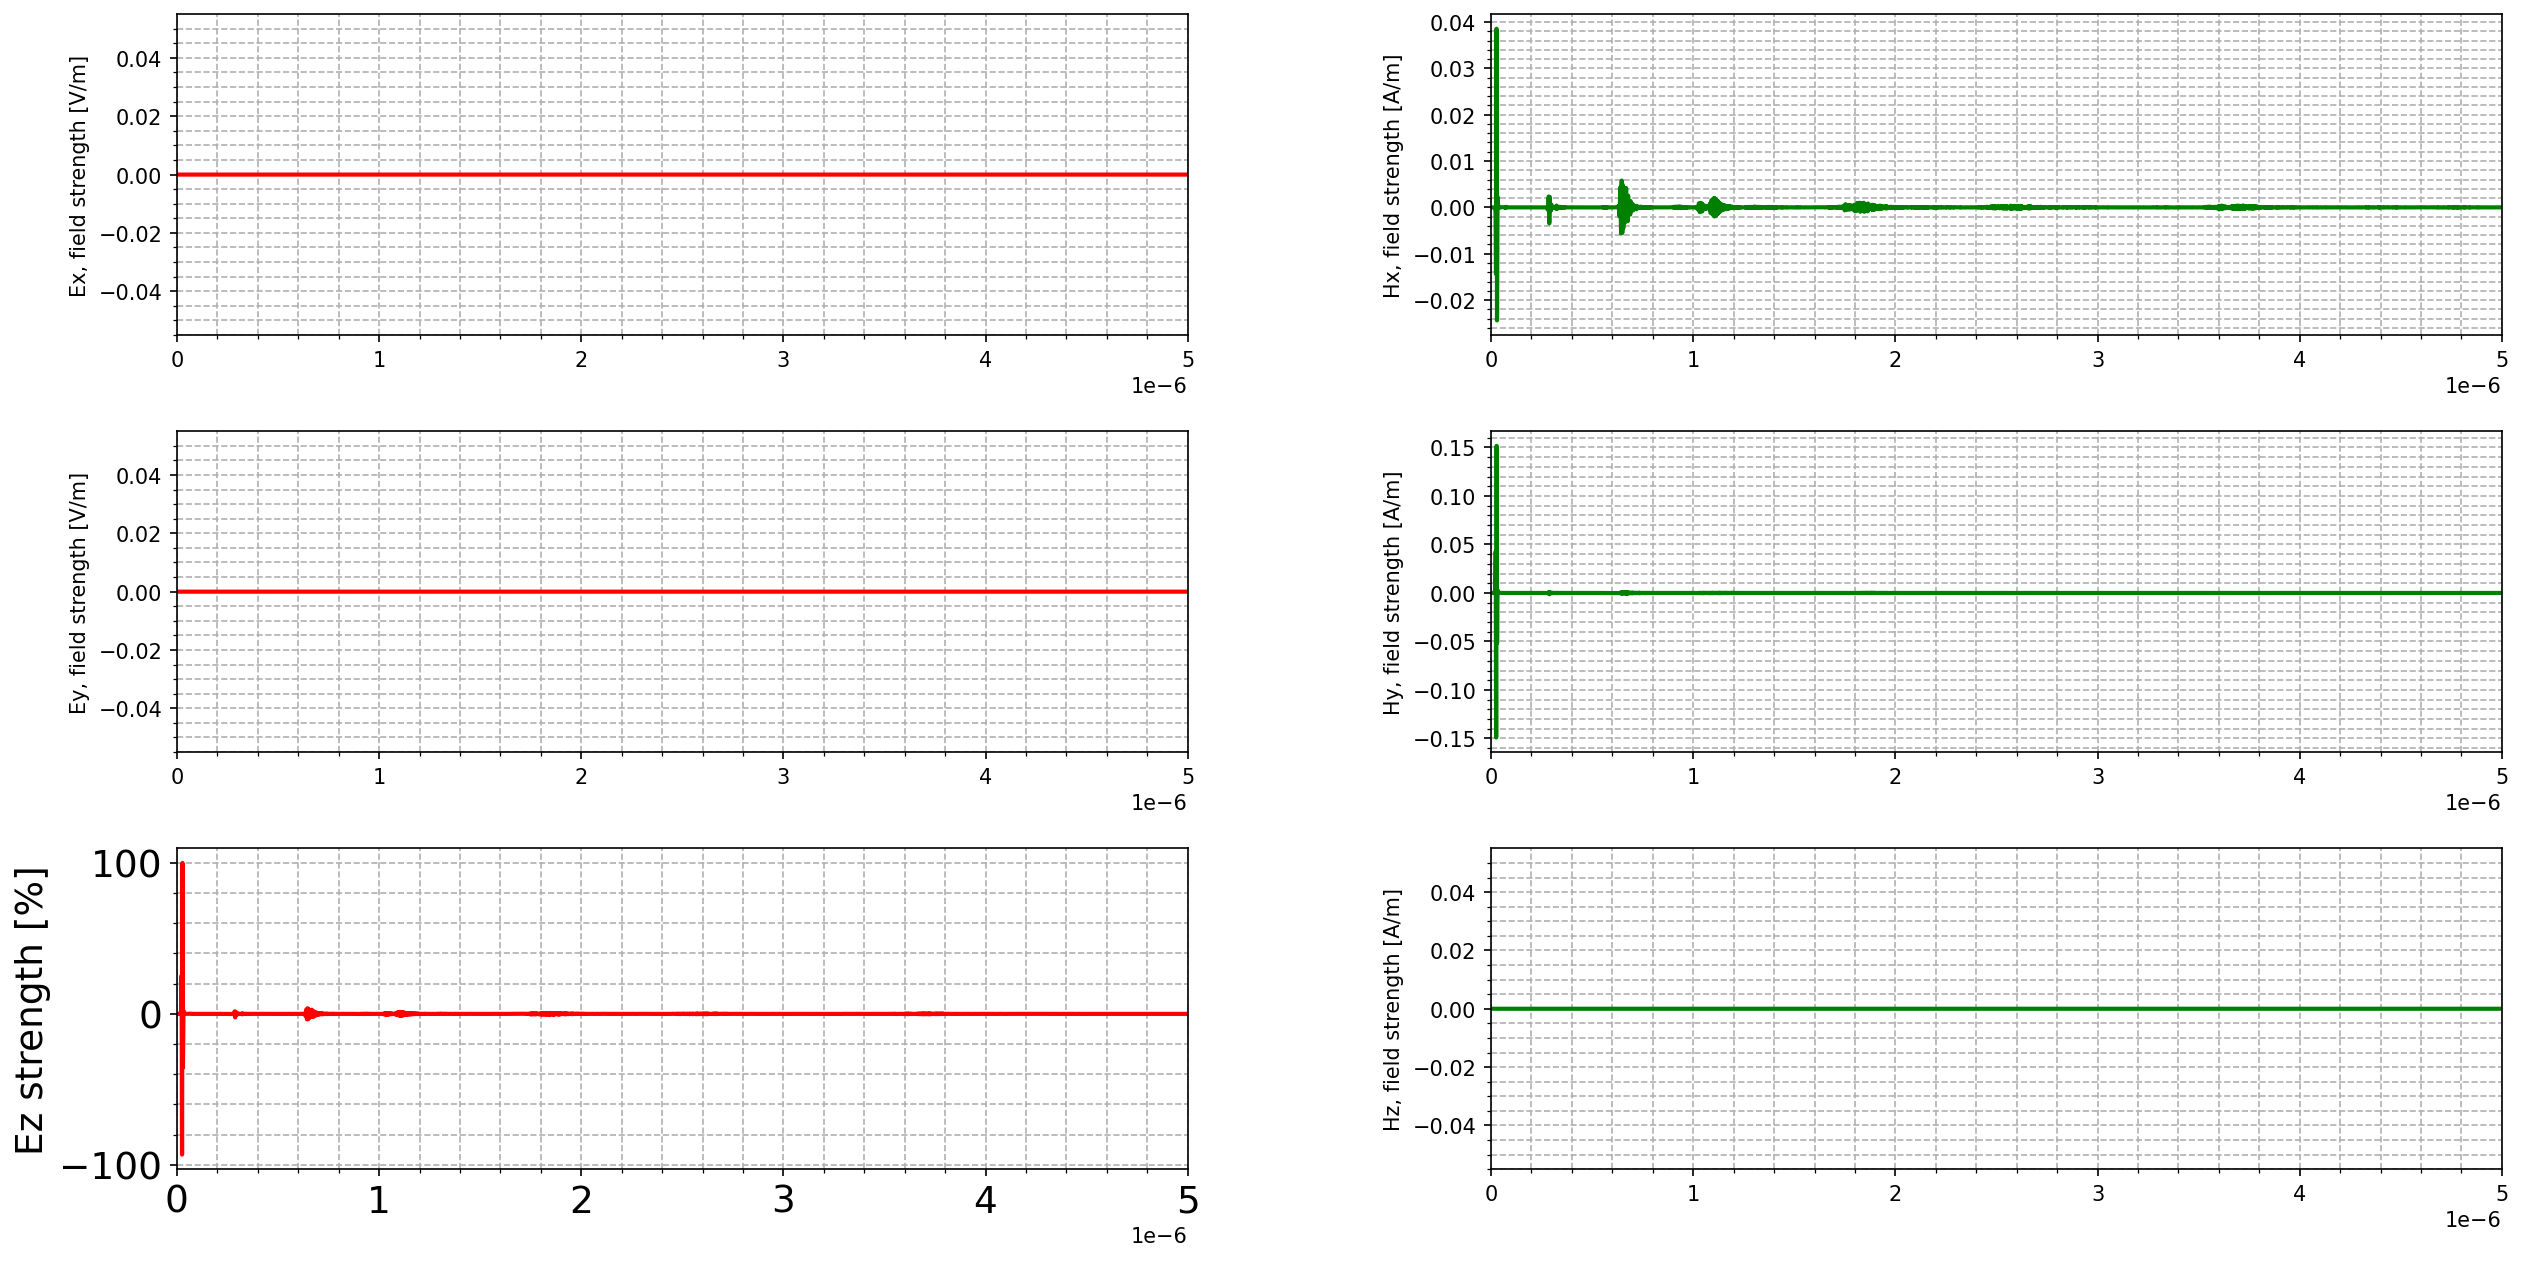 Ex, field strength [V/m]
0.04
0.02
0.00
−0.02
−0.04
0 1 2 3 4 5
1e−6
Hx, field strength [A/m]
0.04
0.03
0.02
0.01
0.00
−0.01
−0.02
0 1 2 3 4 5
1e−6
Ey, field strength [V/m]
0.04
0.02
0.00
−0.02
−0.04
0 1 2 3 4 5
1e−6
Hy, field strength [A/m]
0.15
0.10
0.05
0.00
−0.05
−0.10
−0.15
0 1 2 3 4 5
1e−6
Ez strength [%]
100
0
−100
0 1 2 3 4 5
1e−6
Hz, field strength [A/m]
0.04
0.02
0.00
−0.02
−0.04
0 1 2 3 4 5
1e−6